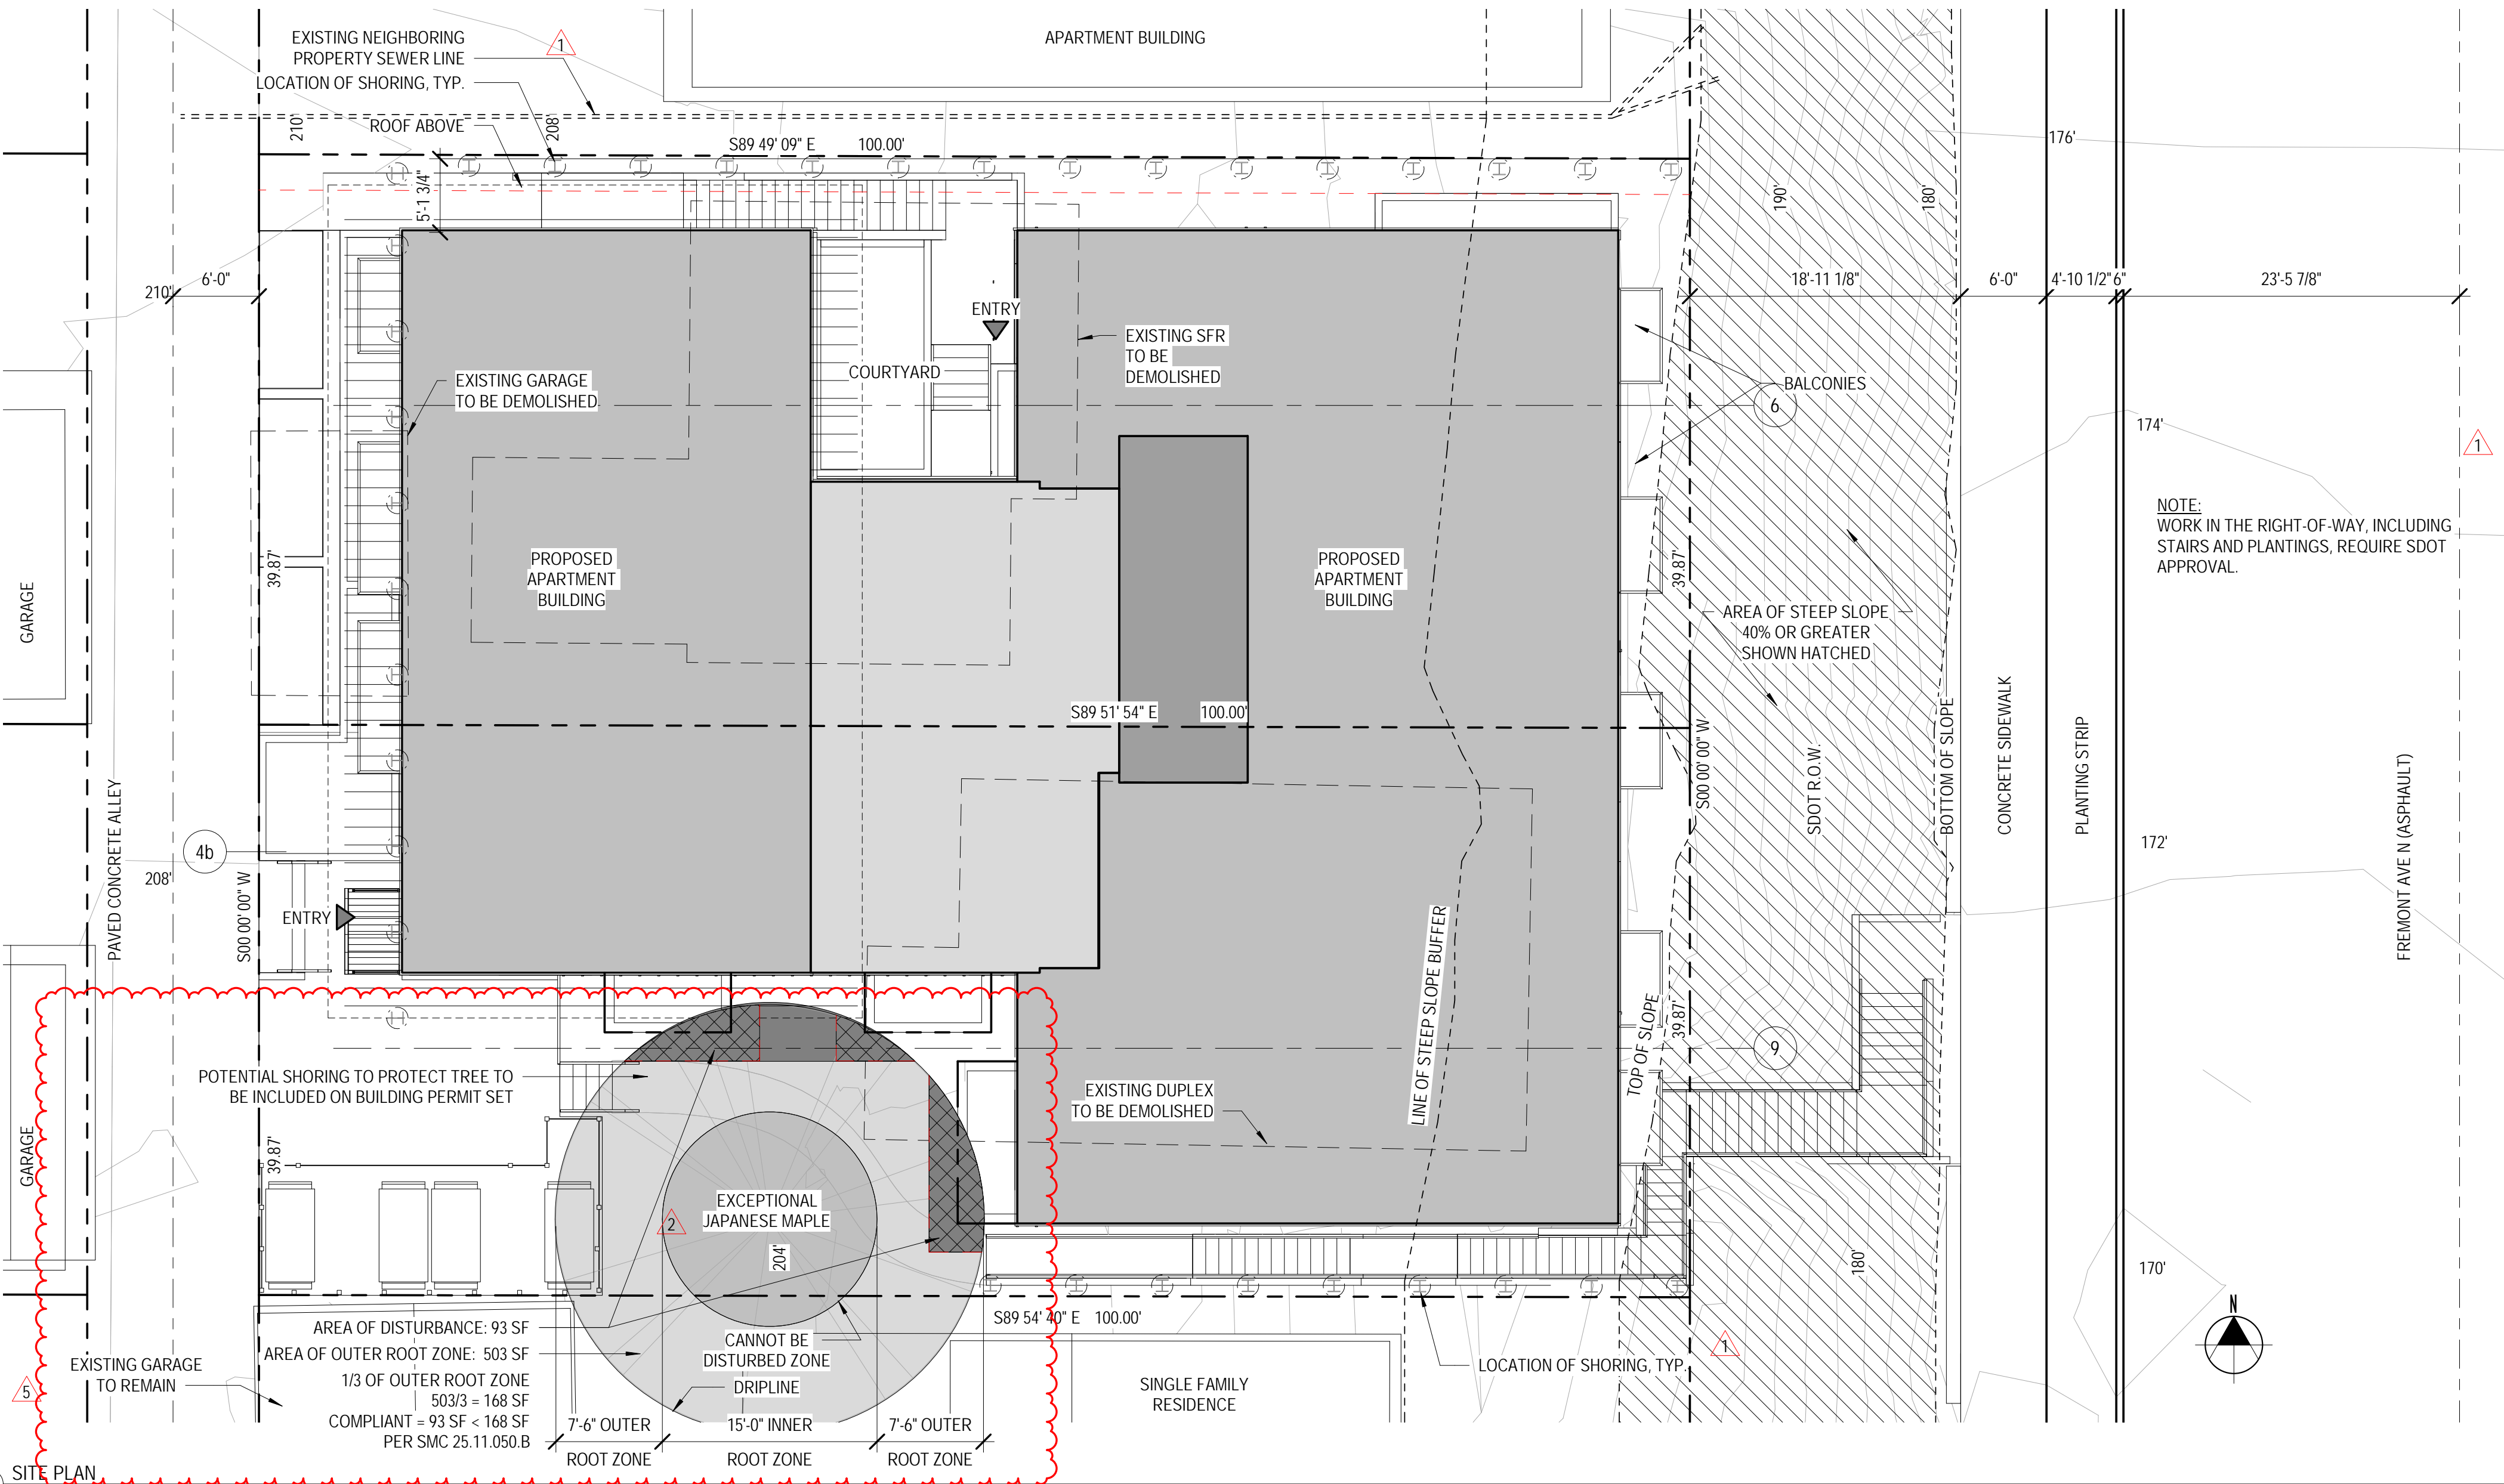 EXISTING NEIGHBORING
PROPERTY SEWER LINE
1
LOCATION OF SHORING, TYP.
ROOF ABOVE
210'
208'
APARTMENT BUILDING
S89 49' 09" E 100.00'
5'-1 3/4"
176'
190'
180'
210'
6'-0"
18'-11 1/8"
6'-0"
4'-10 1/2"
6"
23'-5 7/8"
ENTRY
EXISTING SFR
TO BE
DEMOLISHED
COURTYARD
EXISTING GARAGE
TO BE DEMOLISHED
BALCONIES
6
174'
1
NOTE:
WORK IN THE RIGHT-OF-WAY, INCLUDING
STAIRS AND PLANTINGS, REQUIRE SDOT
APPROVAL.
GARAGE
39.87'
PROPOSED
APARTMENT
BUILDING
PROPOSED
APARTMENT
BUILDING
39.87'
AREA OF STEEP SLOPE
40% OR GREATER
SHOWN HATCHED
S89 51' 54" E 100.00'
S00 00' 00" W
SDOT R.O.W.
BOTTOM OF SLOPE
CONCRETE SIDEWALK
PLANTING STRIP
FREMONT AVE N (ASPHALT)
PAVED CONCRETE ALLEY
4b
208'
S00 00' 00" W
172'
ENTRY
LINE OF STEEP SLOPE BUFFER
TOP OF SLOPE
39.87'
9
POTENTIAL SHORING TO PROTECT TREE TO
BE INCLUDED ON BUILDING PERMIT SET
EXISTING DUPLEX
TO BE DEMOLISHED
GARAGE
39.87'
EXCEPTIONAL
JAPANESE MAPLE
2
204'
180'
170'
N
S89 54' 40" E 100.00'
AREA OF DISTURBANCE: 93 SF
AREA OF OUTER ROOT ZONE: 503 SF
1/3 OF OUTER ROOT ZONE
503/3 = 168 SF
COMPLIANT = 93 SF < 168 SF
PER SMC 25.11.050.B
CANNOT BE
DISTURBED ZONE
DRIPLINE
EXISTING GARAGE
TO REMAIN
5
SINGLE FAMILY
RESIDENCE
LOCATION OF SHORING, TYP.
1
7'-6" OUTER
ROOT ZONE
15'-0" INNER
ROOT ZONE
7'-6" OUTER
ROOT ZONE
SITE PLAN